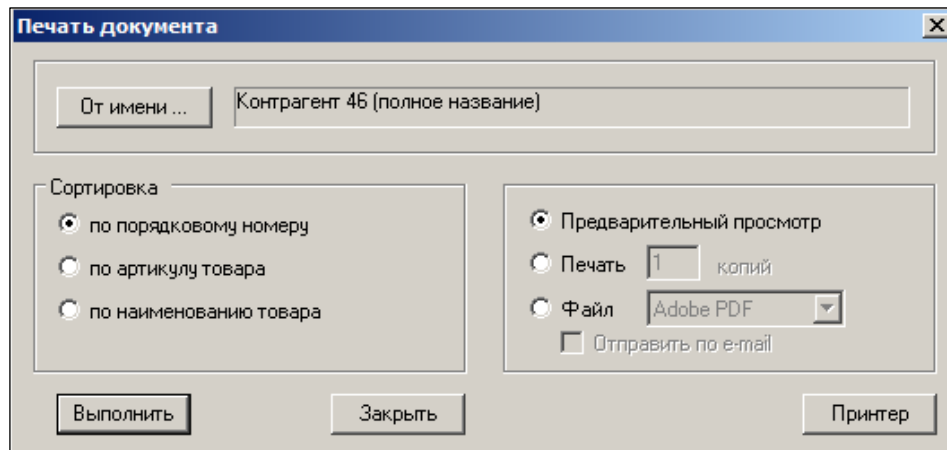 Печать документа
От имени ...
Контрагент 46 (полное название)
Сортировка
по порядковому номеру
по артикулу товара
по наименованию товара
Предварительный просмотр
Печать 1 копий
Файл Adobe PDF
Отправить по e-mail
Выполнить Закрыть Принтер